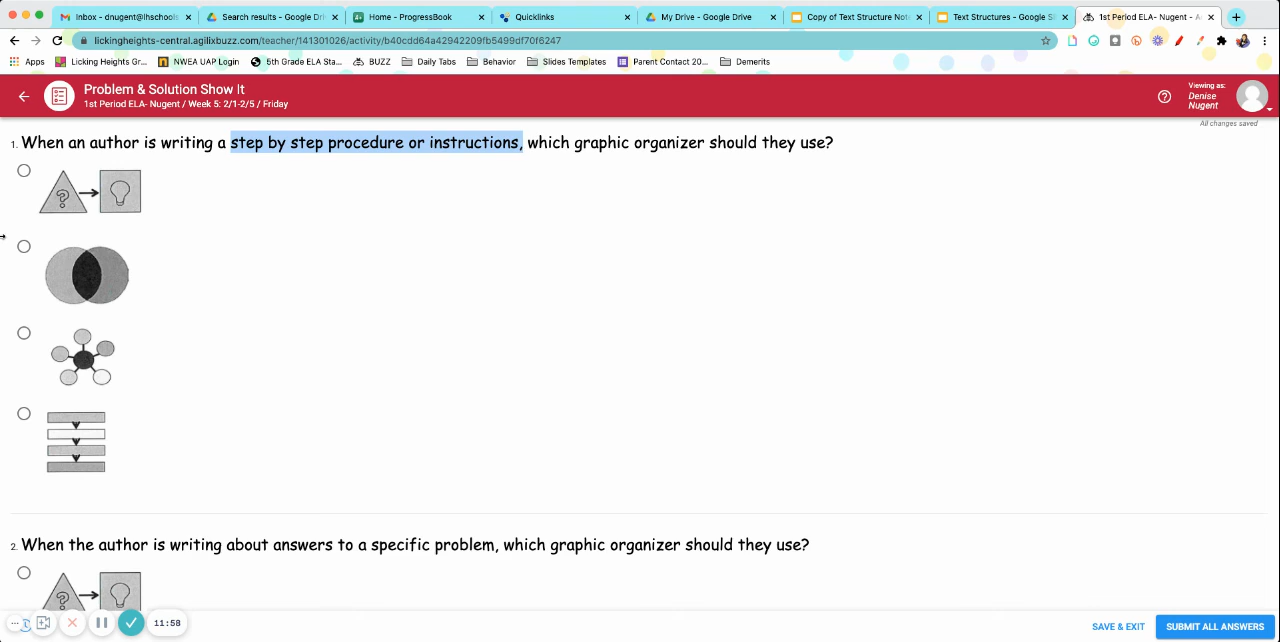 Inbox - dnugent@lhschools
Search results - Google Dri
Home - ProgressBook
Quicklinks
My Drive - Google Drive
Copy of Text Structure Not
Text Structures - Google Sl
1st Period ELA- Nugent - A
lickingheights-central.agilixbuzz.com/teacher/141301026/activity/b40cdd64a42942209fb5499df70f6247
Apps
Licking Heights Gr...
NWEA UAP Login
5th Grade ELA Sta...
BUZZ
Daily Tabs
Behavior
Slides Templates
Parent Contact 20...
Demerits
Problem & Solution Show It
1st Period ELA- Nugent / Week 5: 2/1-2/5 / Friday
Viewing as:
Denise
Nugent
All changes saved
1. When an author is writing a step by step procedure or instructions, which graphic organizer should they use?
?
2. When the author is writing about answers to a specific problem, which graphic organizer should they use?
?
11:58
SAVE & EXIT
SUBMIT ALL ANSWERS